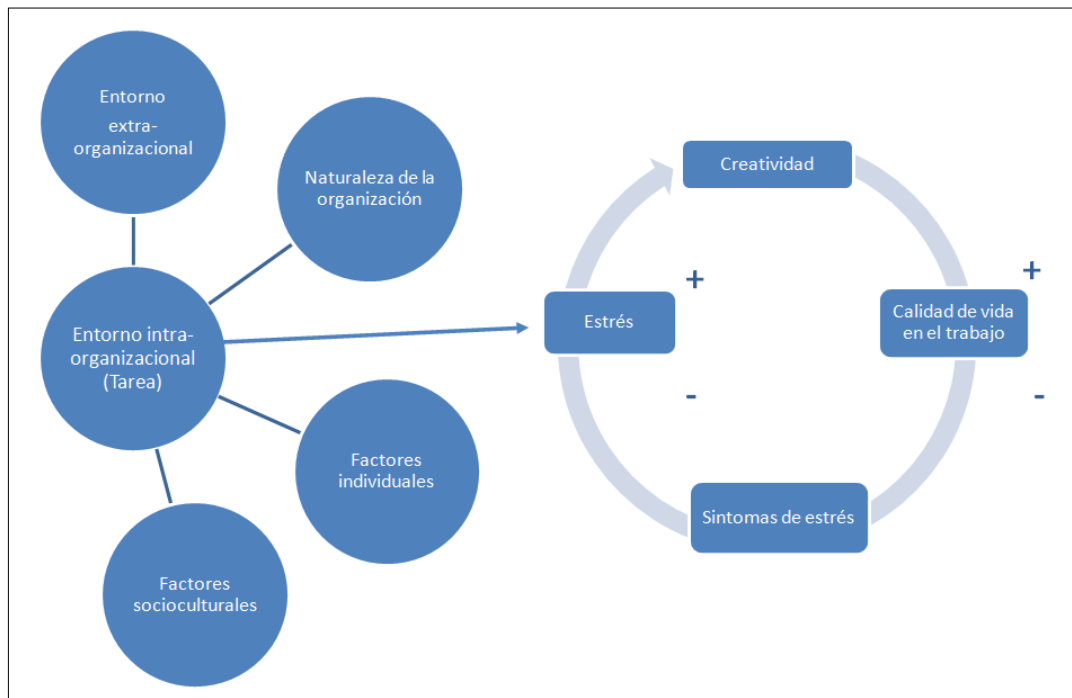 Entorno
extra-
organizacional
Naturaleza de la
organización
Entorno intra-
organizacional
(Tarea)
Factores
individuales
Factores
socioculturales
Creatividad
+
Estrés
-
+
Calidad de vida
en el trabajo
-
Sintomas de estrés